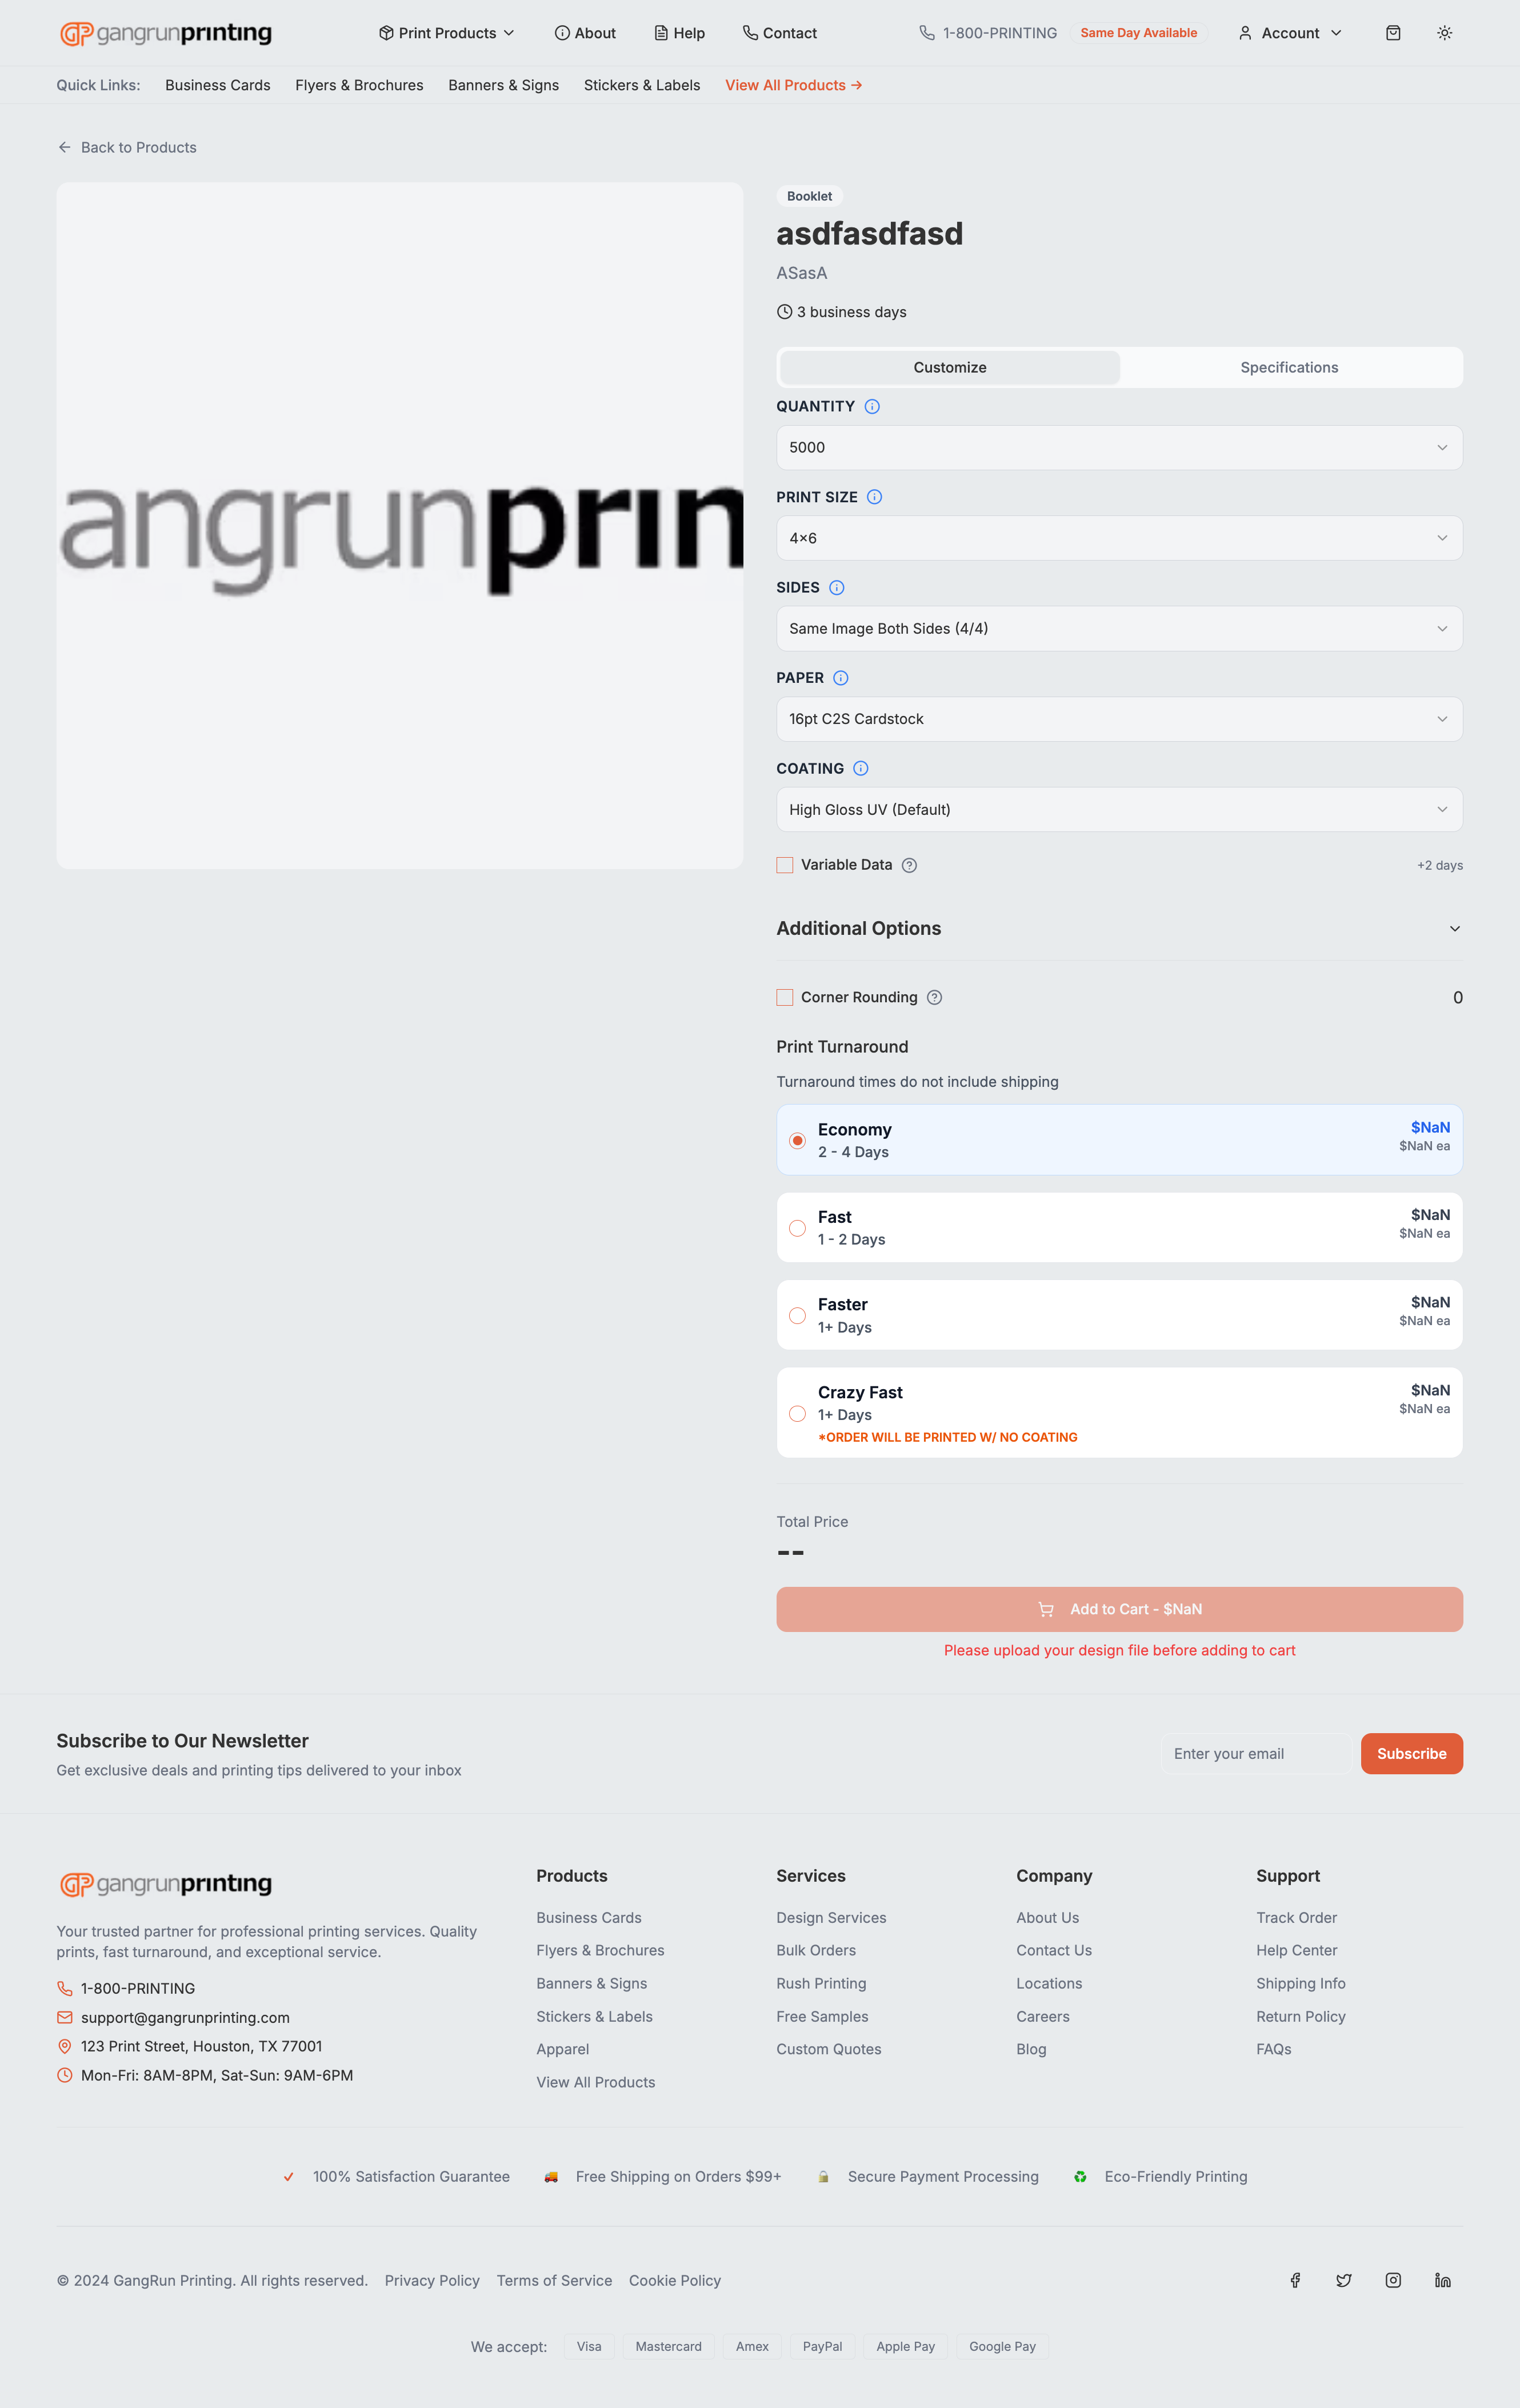 gangrunprinting
Print Products
About
Help
Contact
1-800-PRINTING
Same Day Available
Account
Quick Links:
Business Cards
Flyers & Brochures
Banners & Signs
Stickers & Labels
View All Products →
Back to Products
angrunprin
Booklet
asdfasdfasd
ASasA
3 business days
Customize
Specifications
QUANTITY
5000
PRINT SIZE
4×6
SIDES
Same Image Both Sides (4/4)
PAPER
16pt C2S Cardstock
COATING
High Gloss UV (Default)
Variable Data
+2 days
Additional Options
Corner Rounding
0
Print Turnaround
Turnaround times do not include shipping
Economy
$NaN
2 - 4 Days
$NaN ea
Fast
$NaN
1 - 2 Days
$NaN ea
Faster
$NaN
1+ Days
$NaN ea
Crazy Fast
$NaN
1+ Days
$NaN ea
*ORDER WILL BE PRINTED W/ NO COATING
Total Price
--
Add to Cart - $NaN
Please upload your design file before adding to cart
Subscribe to Our Newsletter
Get exclusive deals and printing tips delivered to your inbox
Enter your email
Subscribe
gangrunprinting
Your trusted partner for professional printing services. Quality
prints, fast turnaround, and exceptional service.
1-800-PRINTING
support@gangrunprinting.com
123 Print Street, Houston, TX 77001
Mon-Fri: 8AM-8PM, Sat-Sun: 9AM-6PM
Products
Business Cards
Flyers & Brochures
Banners & Signs
Stickers & Labels
Apparel
View All Products
Services
Design Services
Bulk Orders
Rush Printing
Free Samples
Custom Quotes
Company
About Us
Contact Us
Locations
Careers
Blog
Support
Track Order
Help Center
Shipping Info
Return Policy
FAQs
100% Satisfaction Guarantee
Free Shipping on Orders $99+
Secure Payment Processing
Eco-Friendly Printing
© 2024 GangRun Printing. All rights reserved.
Privacy Policy
Terms of Service
Cookie Policy
We accept:
Visa
Mastercard
Amex
PayPal
Apple Pay
Google Pay